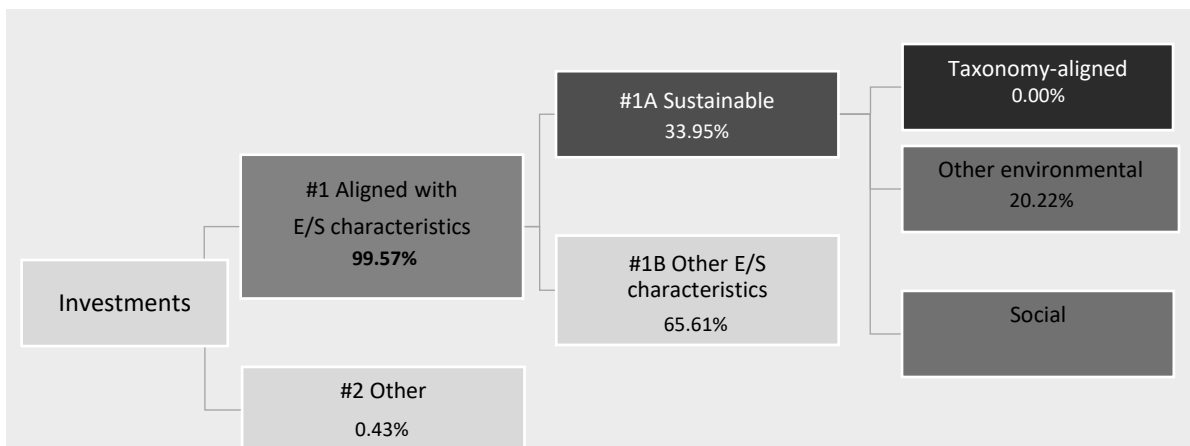 Investments
#1 Aligned with
E/S characteristics
99.57%
#2 Other
0.43%
#1A Sustainable
33.95%
#1B Other E/S
characteristics
65.61%
Taxonomy-aligned
0.00%
Other environmental
20.22%
Social